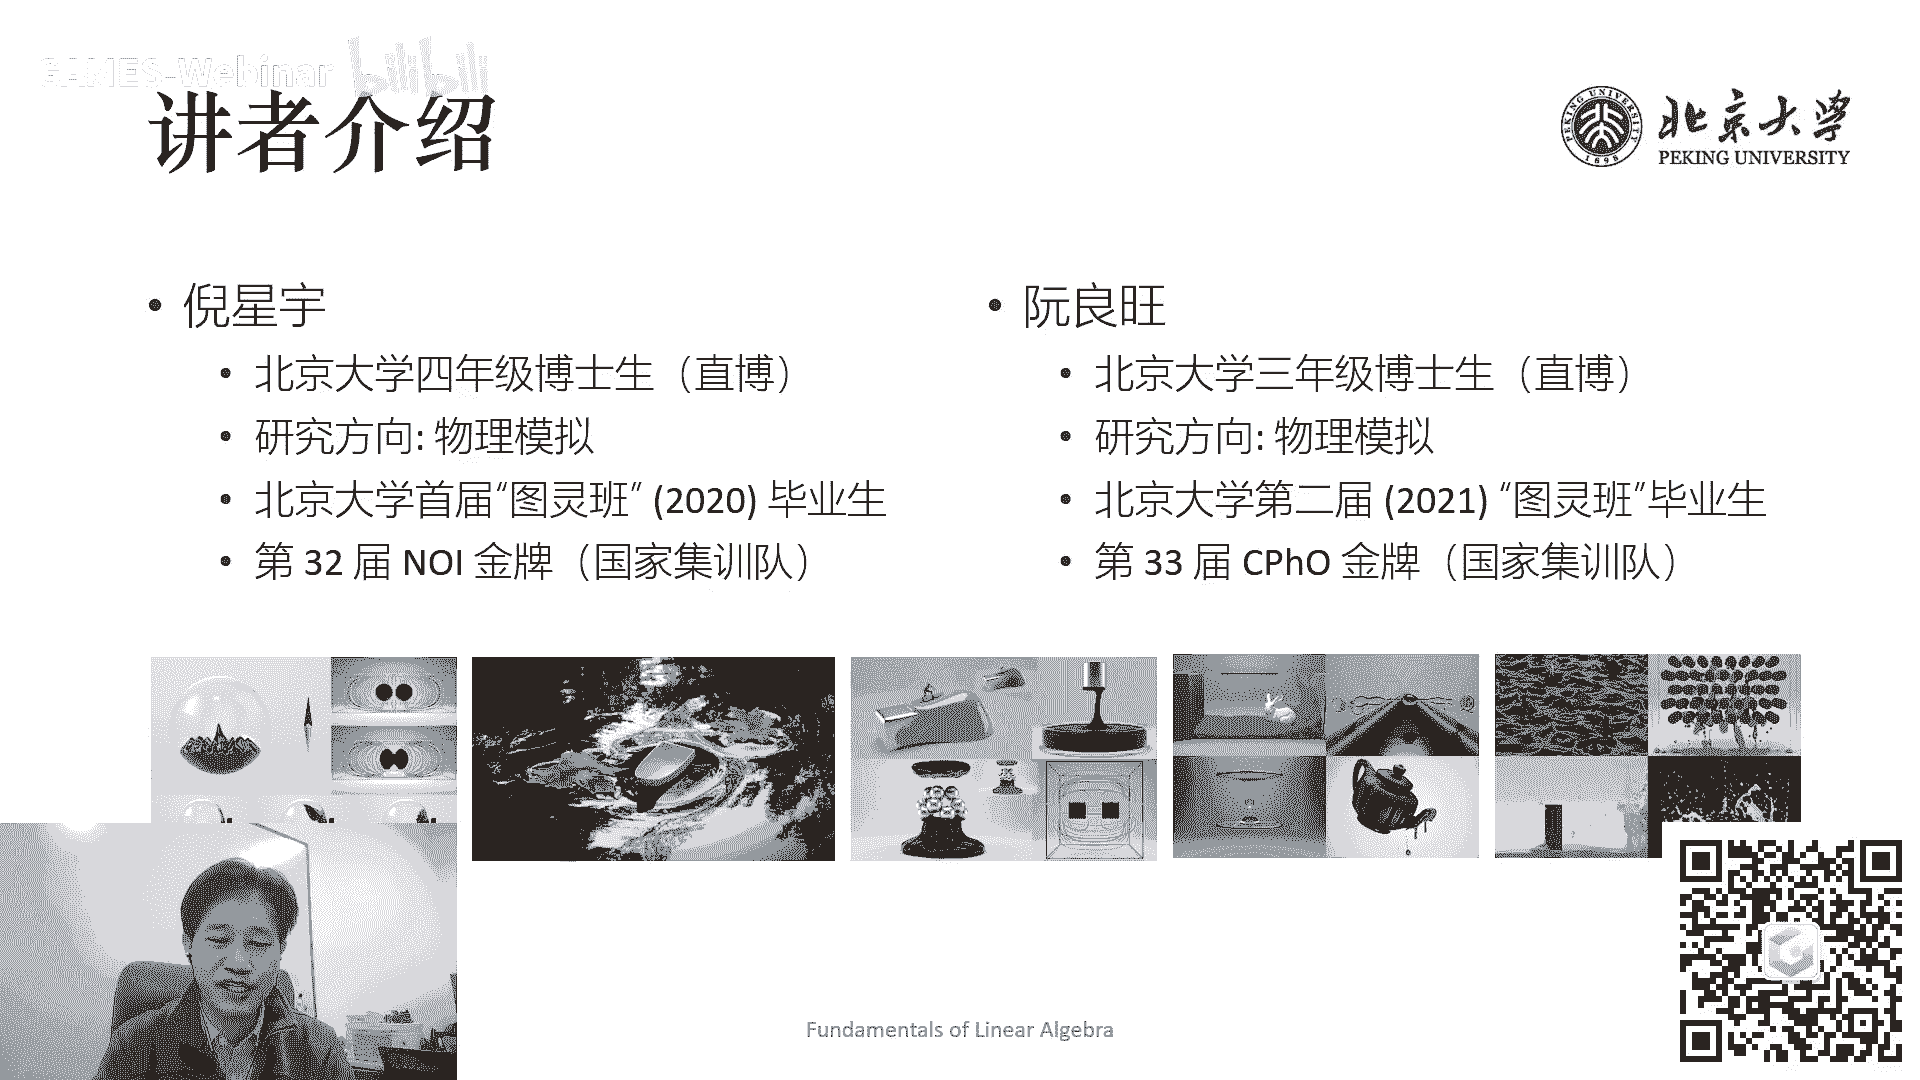 GAMES-Webinar bilibili
讲者介绍
PEKING UNIVERSITY
1898
北京大学
PEKING UNIVERSITY
• 倪星宇
• 北京大学四年级博士生（直博）
• 研究方向: 物理模拟
• 北京大学首届“图灵班” (2020) 毕业生
• 第 32 届 NOI 金牌（国家集训队）
• 阮良旺
• 北京大学三年级博士生（直博）
• 研究方向: 物理模拟
• 北京大学第二届 (2021) “图灵班”毕业生
• 第 33 届 CPhO 金牌（国家集训队）
Fundamentals of Linear Algebra